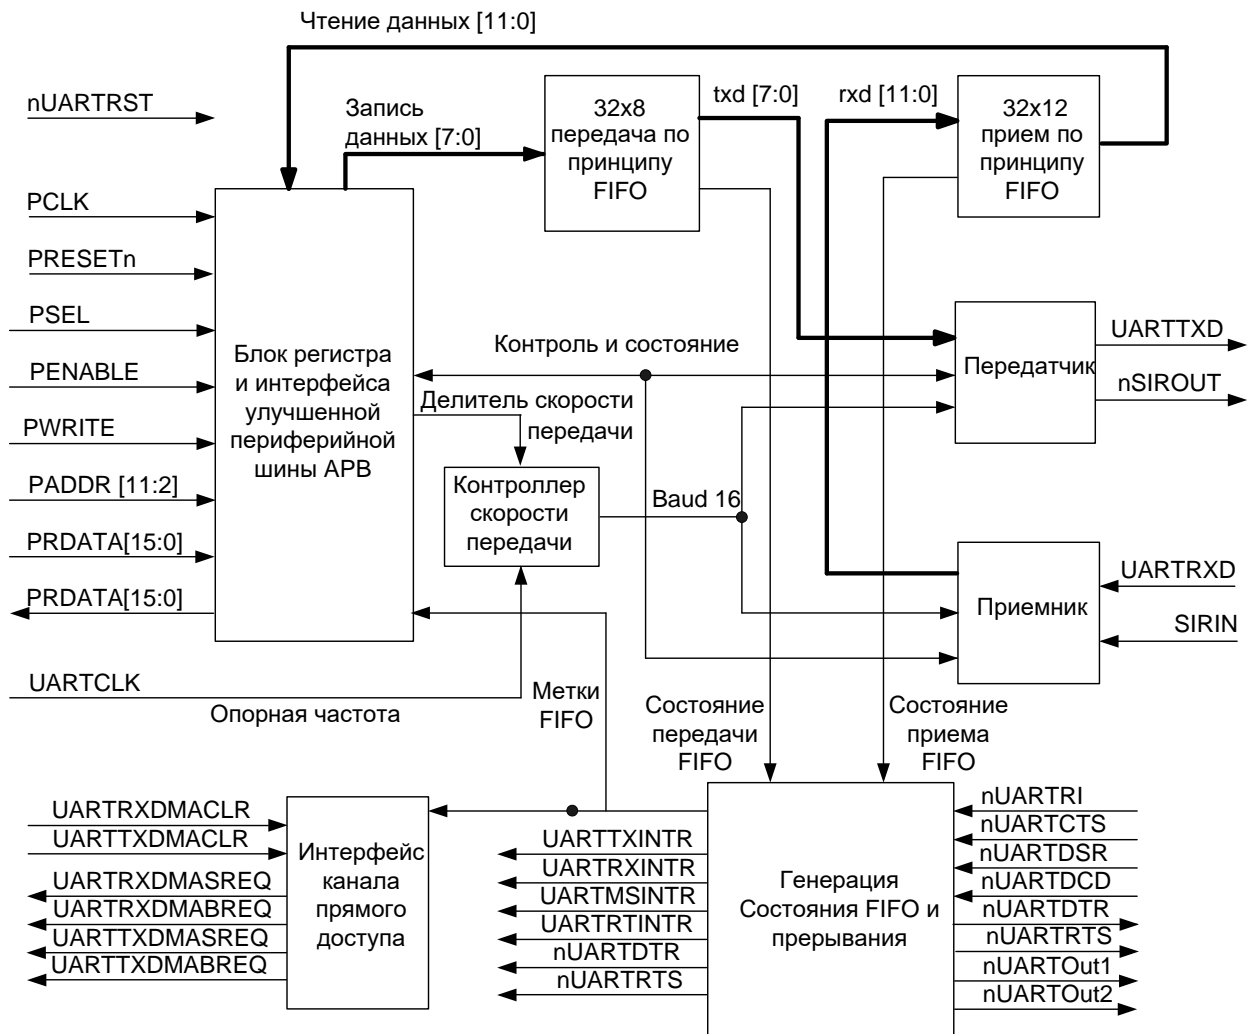 Чтение данных [11:0]
nUARTRST
Запись
данных [7:0]
32x8
передача по
принципу
FIFO
txd [7:0]
rxd [11:0]
32x12
прием по
принципу
FIFO
PCLK
PRESETn
PSEL
PENABLE
PWRITE
PADDR [11:2]
PRDATA[15:0]
PRDATA[15:0]
Блок регистра
и интерфейса
улучшенной
периферийной
шины APB
Контроль и состояние
Делитель скорости
передачи
Контроллер
скорости
передачи
Baud 16
Передатчик
UARTTXD
nSIROUT
Приемник
UARTRXD
SIRIN
UARTCLK
Опорная частота
Метки
FIFO
Состояние
передачи
FIFO
Состояние
приема
FIFO
UARTRXDMACLR
UARTTXDMACLR
UARTRXDMASREQ
UARTRXDMABREQ
UARTTXDMASREQ
UARTTXDMABREQ
Интерфейс
канала
прямого
доступа
UARTTXINTR
UARTRXINTR
UARTMSINTR
UARTRTINTR
nUARTDTR
nUARTRTS
Генерация
Состояния FIFO и
прерывания
nUARTRI
nUARTCTS
nUARTDSR
nUARTDCD
nUARTDTR
nUARTRTS
nUARTOut1
nUARTOut2